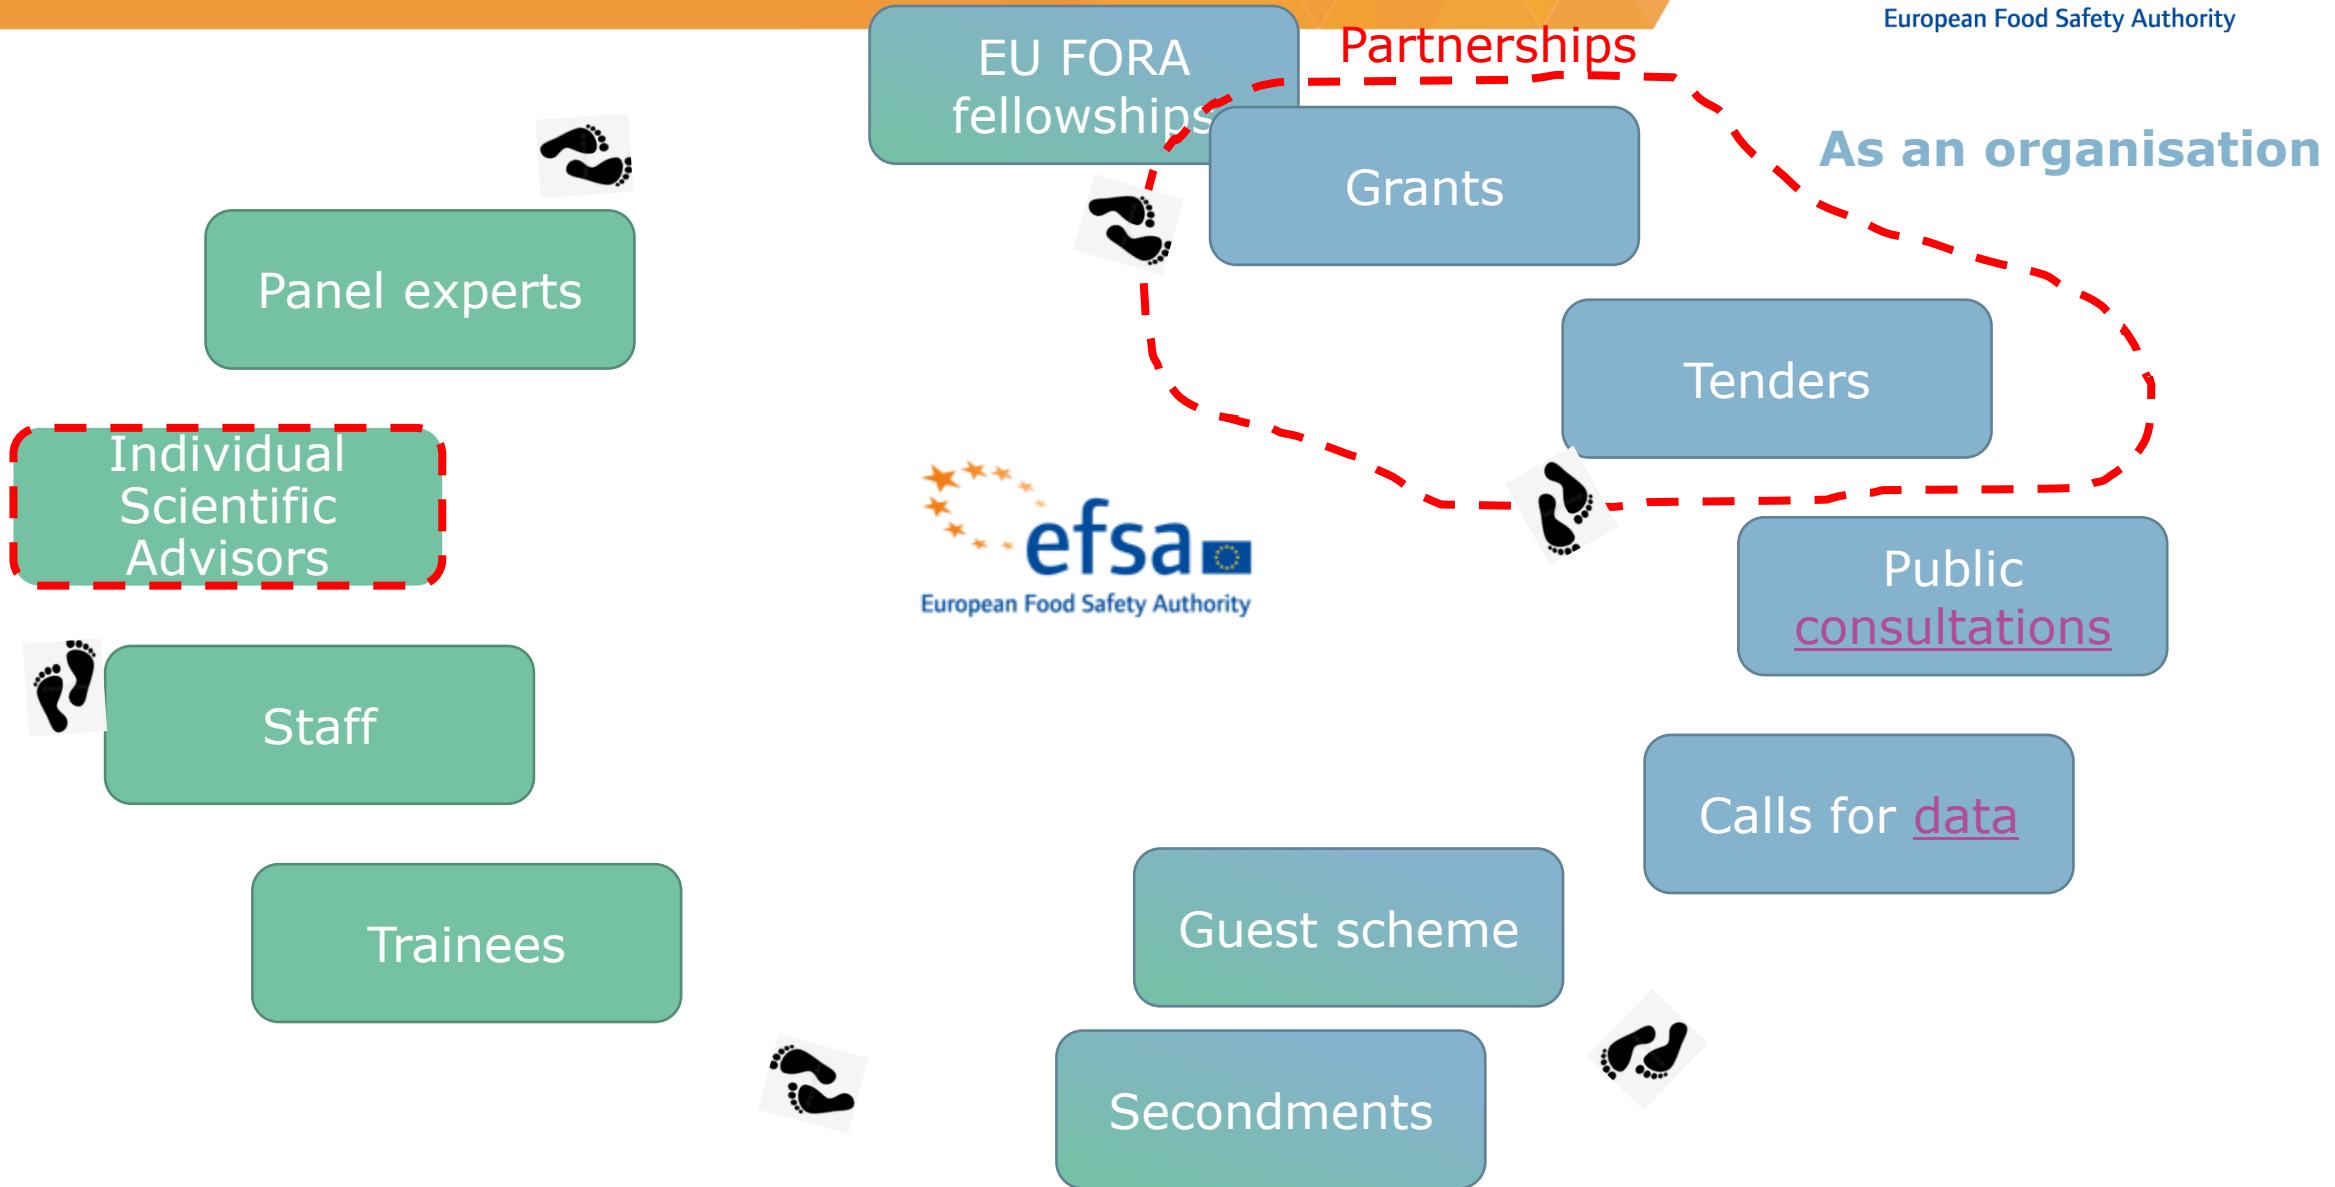 European Food Safety Authority
EU FORA
fellowships
Partnerships
As an organisation
Grants
Panel experts
Tenders
Individual
Scientific
Advisors
efsa
European Food Safety Authority
Public
consultations
Staff
Calls for data
Trainees
Guest scheme
Secondments